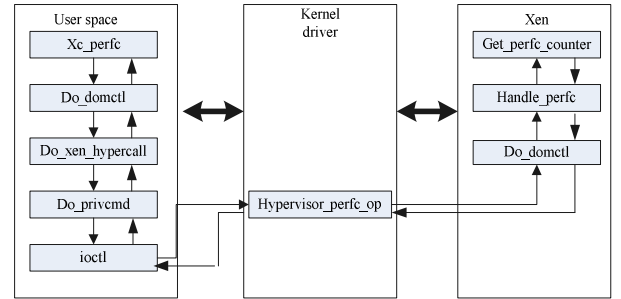 User space
Xc_perfc
Do_domctl
Do_xen_hypercall
Do_privcmd
ioctl
Kernel
driver
Hypervisor_perfc_op
Xen
Get_perfc_counter
Handle_perfc
Do_domctl